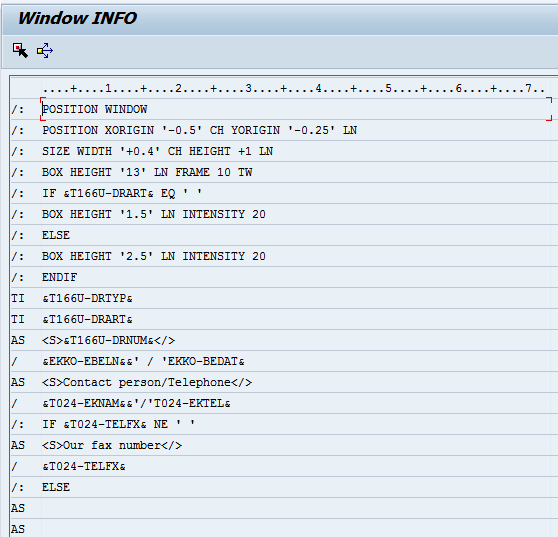 Window INFO
....+....1....+....2....+....3....+....4....+....5....+....6....+....7..
/: POSITION WINDOW
/: POSITION XORIGIN '-0.5' CH YORIGIN '-0.25' LN
/: SIZE WIDTH '+0.4' CH HEIGHT +1 LN
/: BOX HEIGHT '13' LN FRAME 10 TW
/: IF &T166U-DRART& EQ ' '
/: BOX HEIGHT '1.5' LN INTENSITY 20
/: ELSE
/: BOX HEIGHT '2.5' LN INTENSITY 20
/: ENDIF
TI &T166U-DRTYP&
TI &T166U-DRART&
AS <S>&T166U-DRNUM&</>
/ &EKKO-EBELN&&' / 'EKKO-BEDAT&
AS <S>Contact person/Telephone</>
/ &T024-EKNAM&&'/'T024-EKTEL&
/: IF &T024-TELFX& NE ' '
AS <S>Our fax number</>
/ &T024-TELFX&
/: ELSE
AS
AS